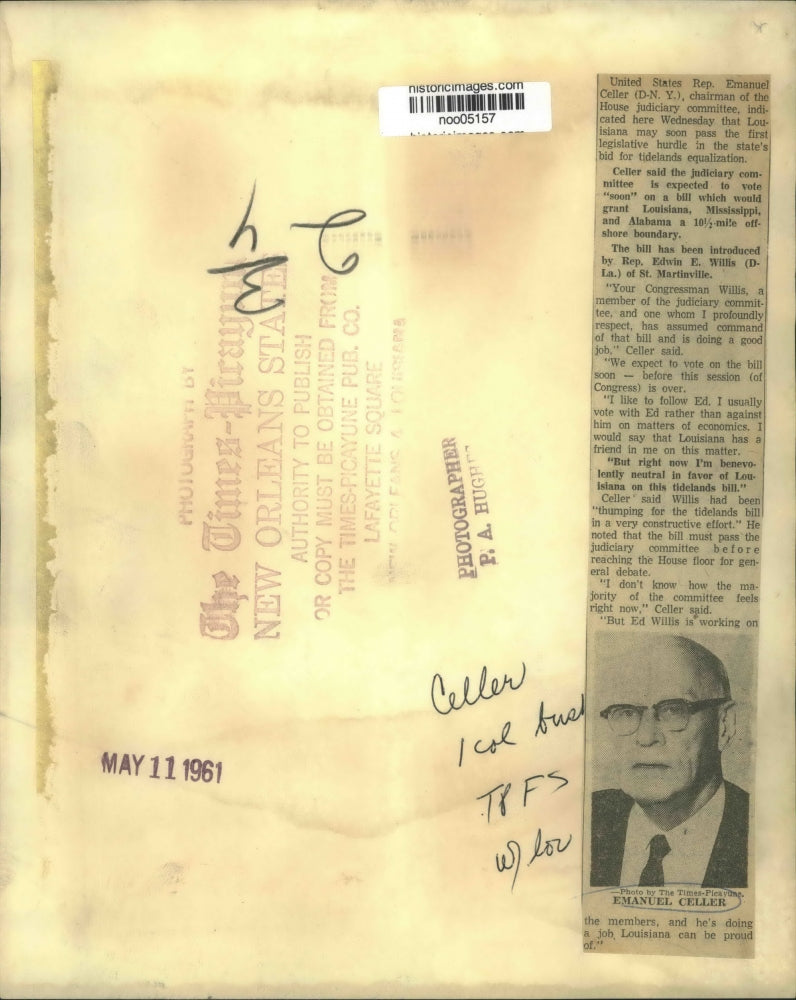 historicimages.com
noo05157
PHOTOGRAPH BY
The Times-Picayune
NEW ORLEANS STATE
AUTHORITY TO PUBLISH
OR COPY MUST BE OBTAINED FROM
THE TIMES-PICAYUNE PUB. CO.
LAFAYETTE SQUARE
NEW ORLEANS 4, LOUISIANA
PHOTOGRAPHER
P. A. HUGHES
MAY 11 1961
Celler
1 col bust
TPFS
United States Rep. Emanuel
Celler (D-N. Y.), chairman of the
House judiciary committee, indi-
cated here Wednesday that Lou-
isiana may soon pass the first
legislative hurdle in the state's
bid for tidelands equalization.
Celler said the judiciary com-
mittee is expected to vote
"soon" on a bill which would
grant Louisiana, Mississippi,
and Alabama a 10½-mile off-
shore boundary.
The bill has been introduced
by Rep. Edwin E. Willis (D-
La.) of St. Martinville.
"Your Congressman Willis, a
member of the judiciary commit-
tee, and one whom I profoundly
respect, has assumed command
of that bill and is doing a good
job," Celler said.
"We expect to vote on the bill
soon — before this session (of
Congress) is over.
"I like to follow Ed. I usually
vote with Ed rather than against
him on matters of economics. I
would say that Louisiana has a
friend in me on this matter.
"But right now I'm benevo-
lently neutral in favor of Lou-
isiana on this tidelands bill."
Celler said Willis had been
"thumping for the tidelands bill
in a very constructive effort." He
noted that the bill must pass the
judiciary committee before
reaching the House floor for gen-
eral debate.
"I don't know how the ma-
jority of the committee feels
right now," Celler said.
"But Ed Willis is working on
—Photo by The Times-Picayune.
EMANUEL CELLER
the members, and he's doing
a job Louisiana can be proud
of."